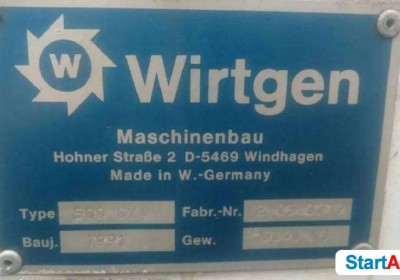 W Wirtgen
Maschinenbau
Hohner Straße 2 D-5469 Windhagen
Made in W.-Germany
Type Fabr.-Nr.
Bauj. Gew.
StartA